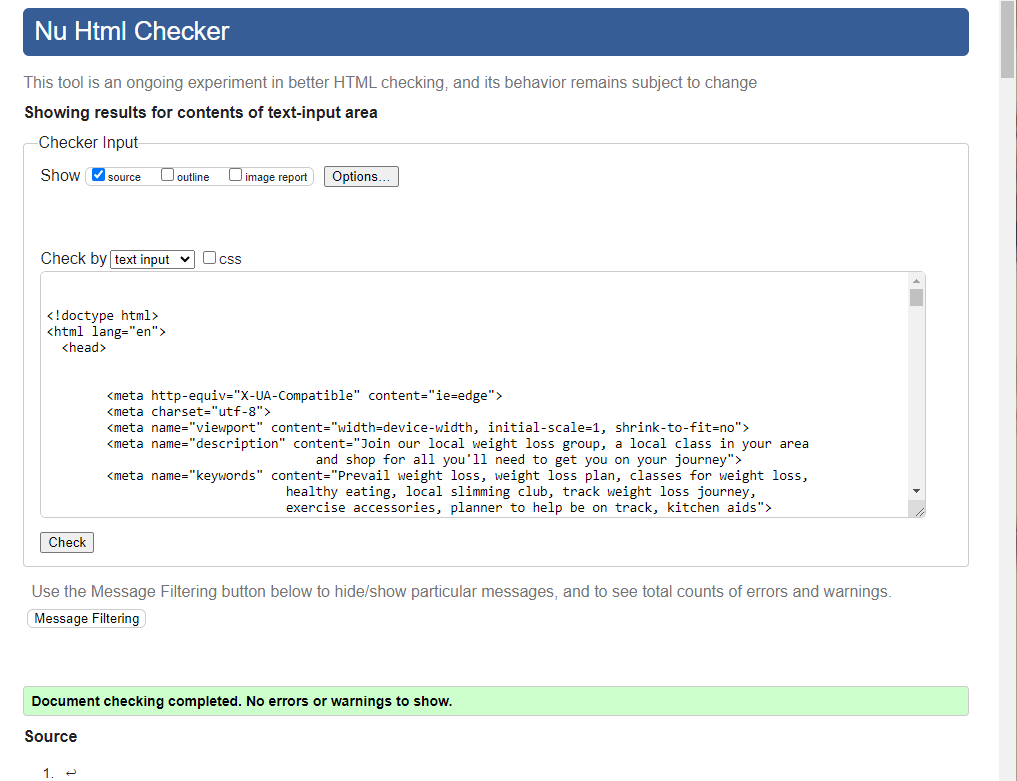 Nu Html Checker
This tool is an ongoing experiment in better HTML checking, and its behavior remains subject to change
Showing results for contents of text-input area
Checker Input
Show source outline image report Options...
Check by text input css
<!doctype html>
<html lang="en">
<head>
<meta http-equiv="X-UA-Compatible" content="ie=edge">
<meta charset="utf-8">
<meta name="viewport" content="width=device-width, initial-scale=1, shrink-to-fit=no">
<meta name="description" content="Join our local weight loss group, a local class in your area
and shop for all you'll need to get you on your journey">
<meta name="keywords" content="Prevail weight loss, weight loss plan, classes for weight loss,
healthy eating, local slimming club, track weight loss journey,
exercise accessories, planner to help be on track, kitchen aids">
Check
Use the Message Filtering button below to hide/show particular messages, and to see total counts of errors and warnings.
Message Filtering
Document checking completed. No errors or warnings to show.
Source
1. ↩